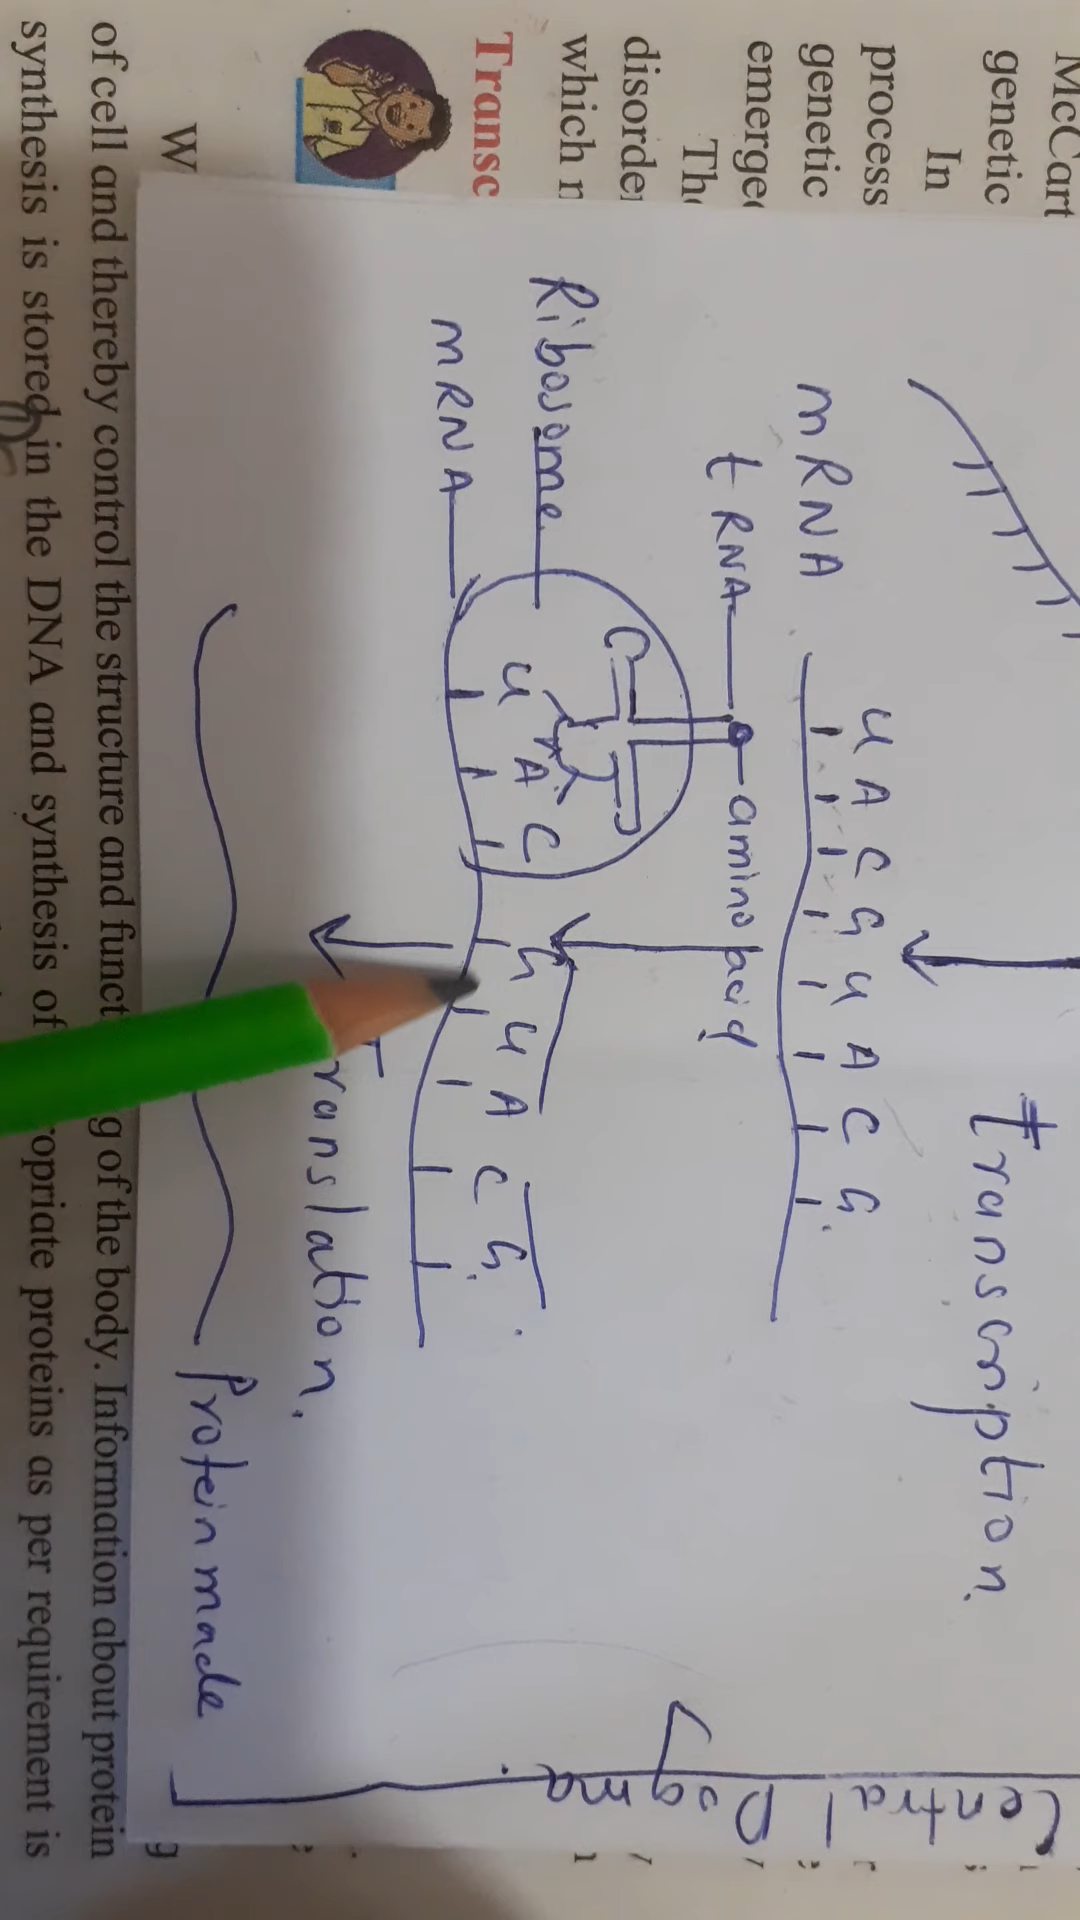 McCart
genetic
In
process
genetic
emerge
The
disorde
which
Transc
W
Transcription.
U A C G U A C G.
mRNA
t RNA
amino acid
Ribosome
U A C G U A C G.
mRNA
Translation.
Protein made
Central Dogma.
of cell and thereby control the structure and funct g of the body. Information about protein
synthesis is stored in the DNA and synthesis of opriate proteins as per requirement is